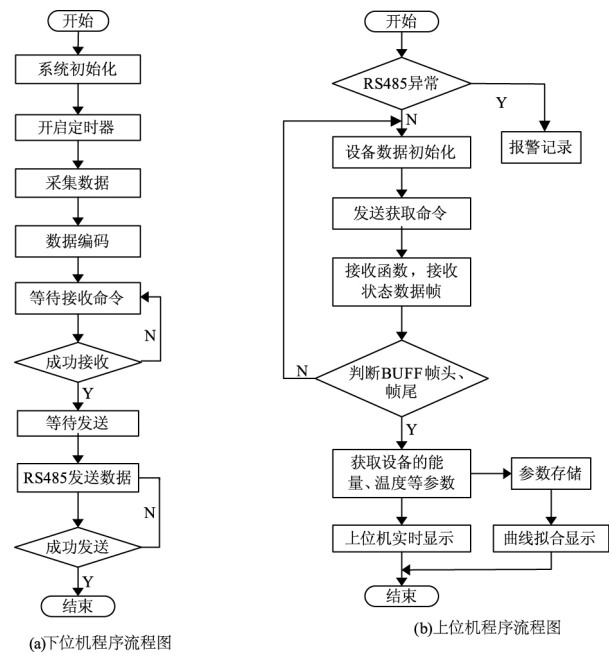 开始
系统初始化
开启定时器
采集数据
数据编码
等待接收命令
N
成功接收
Y
等待发送
RS485发送数据
N
成功发送
Y
结束
(a)下位机程序流程图
开始
RS485异常
Y
N
报警记录
设备数据初始化
发送获取命令
接收函数，接收
状态数据帧
N
判断BUFF帧头、
帧尾
Y
获取设备的能
量、温度等参数
参数存储
上位机实时显示
曲线拟合显示
结束
(b)上位机程序流程图